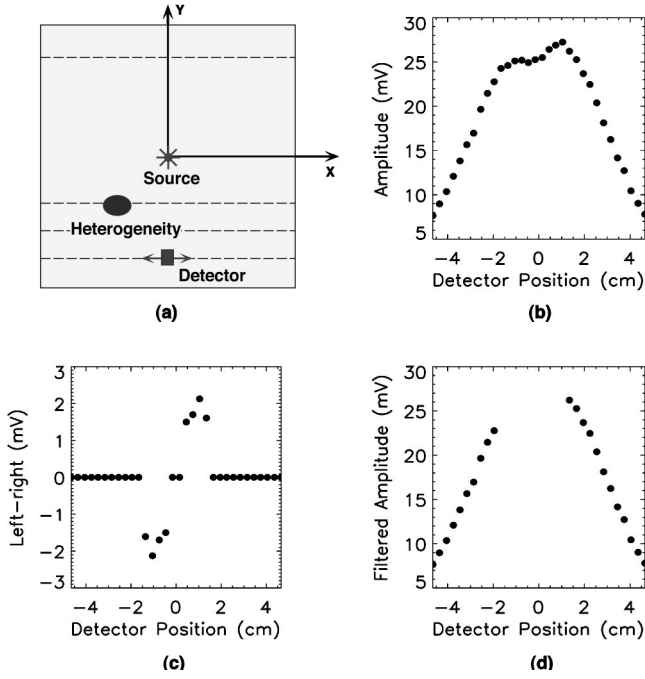 Y
X
Source
Heterogeneity
Detector
(a)
30
25
20
15
10
5
Amplitude (mV)
−4 −2 0 2 4
Detector Position (cm)
(b)
3
2
1
0
−1
−2
−3
Left−right (mV)
−4 −2 0 2 4
Detector Position (cm)
(c)
30
25
20
15
10
5
Filtered Amplitude (mV)
−4 −2 0 2 4
Detector Position (cm)
(d)